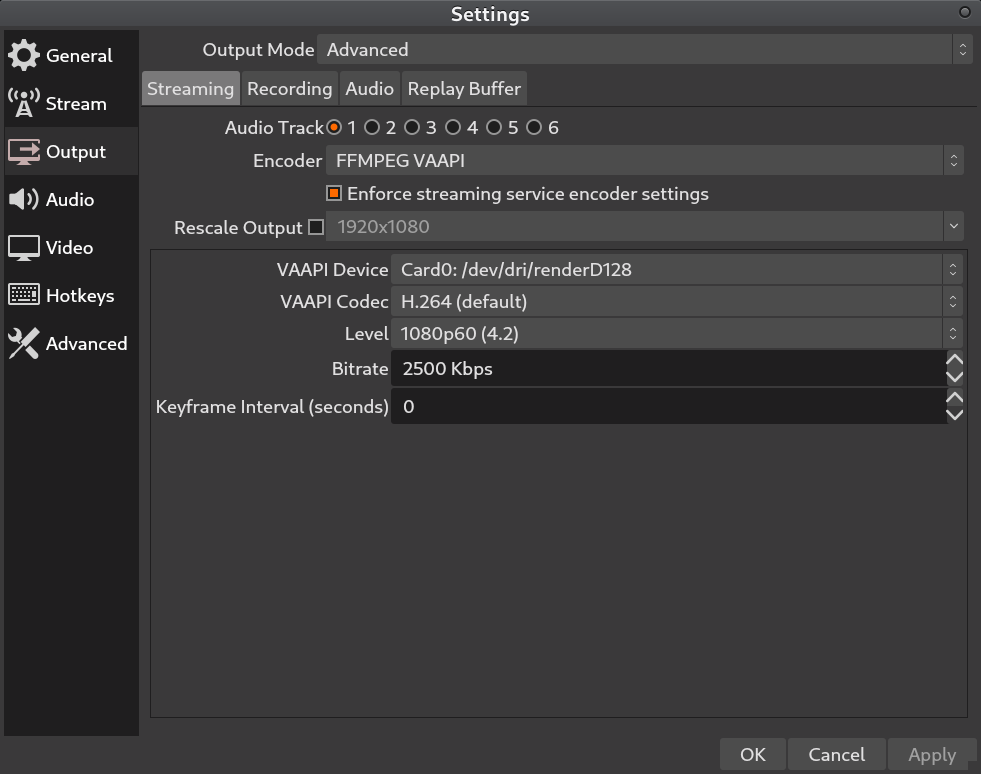 Settings
General
Stream
Output
Audio
Video
Hotkeys
Advanced
Output Mode Advanced
Streaming Recording Audio Replay Buffer
Audio Track 1 2 3 4 5 6
Encoder FFMPEG VAAPI
Enforce streaming service encoder settings
Rescale Output 1920x1080
VAAPI Device Card0: /dev/dri/renderD128
VAAPI Codec H.264 (default)
Level 1080p60 (4.2)
Bitrate 2500 Kbps
Keyframe Interval (seconds) 0
OK Cancel Apply